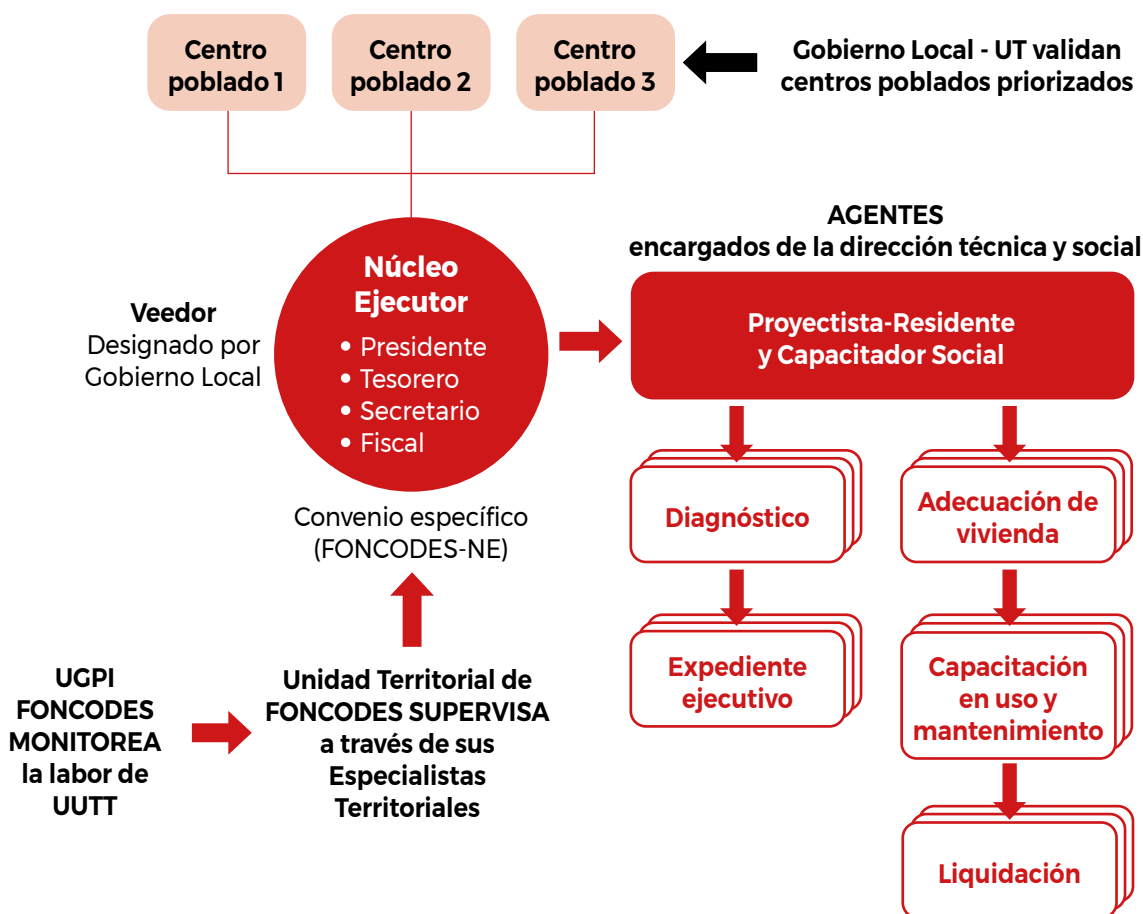 Centro
poblado 1
Centro
poblado 2
Centro
poblado 3
Gobierno Local - UT validan
centros poblados priorizados
AGENTES
encargados de la dirección técnica y social
Núcleo
Ejecutor
• Presidente
• Tesorero
• Secretario
• Fiscal
Veedor
Designado por
Gobierno Local
Proyectista-Residente
y Capacitador Social
Convenio específico
(FONCODES-NE)
Diagnóstico
Adecuación de
vivienda
Expediente
ejecutivo
Capacitación
en uso y
mantenimiento
UGPI
FONCODES
MONITOREA
la labor de
UUTT
Unidad Territorial de
FONCODES SUPERVISA
a través de sus
Especialistas
Territoriales
Liquidación